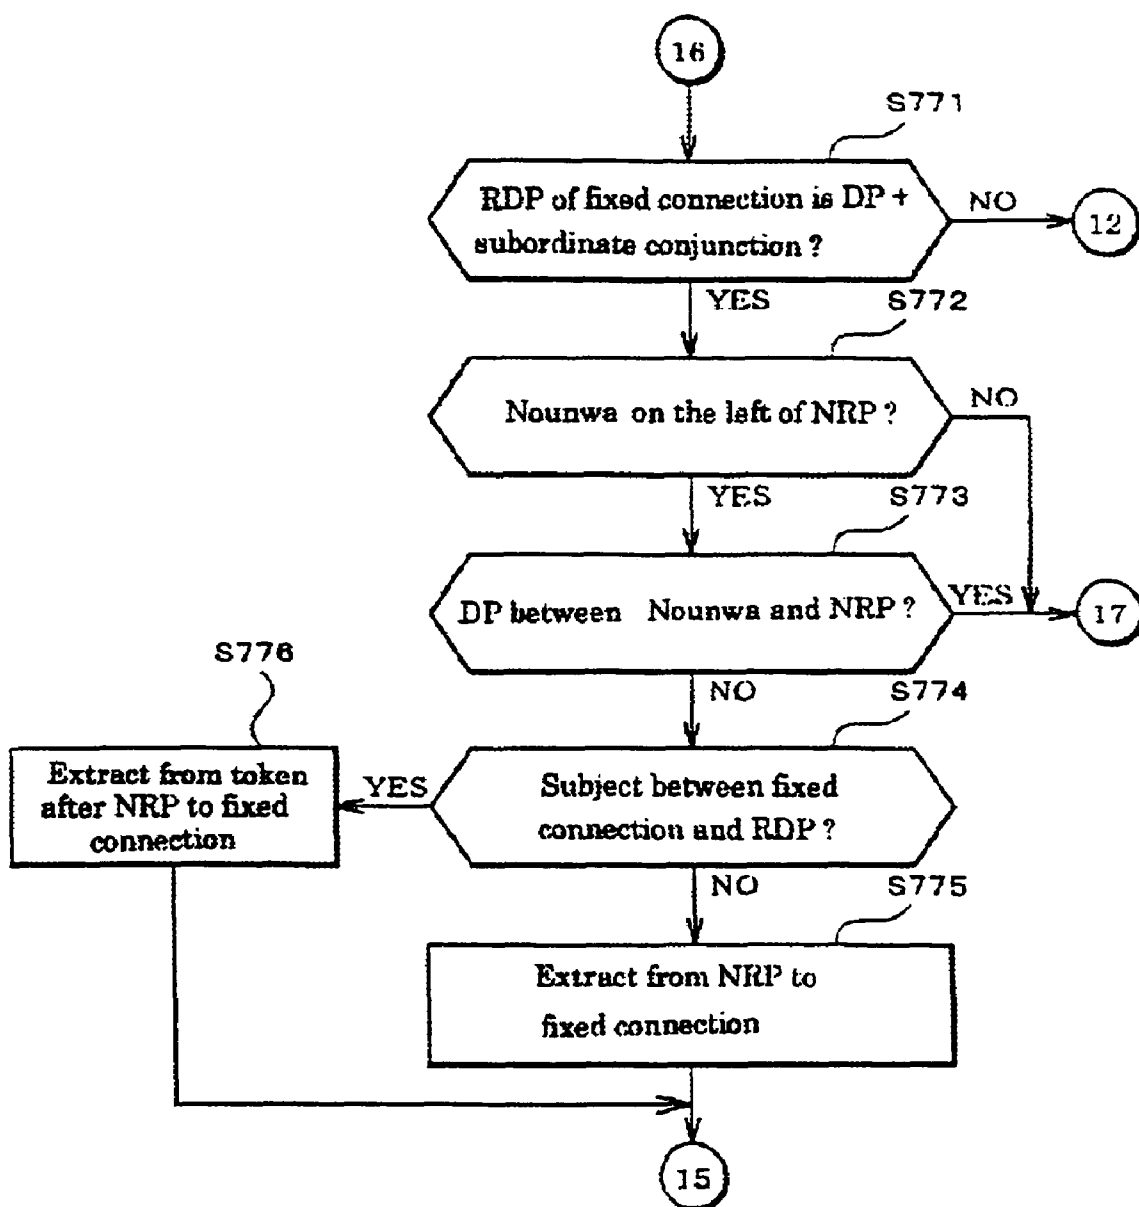 16
S771
RDP of fixed connection is DP +
subordinate conjunction ?
NO
12
YES
S772
Nounwa on the left of NRP ?
NO
YES
S773
DP between Nounwa and NRP ?
YES
17
S776
NO
S774
Extract from token
after NRP to fixed
connection
YES
Subject between fixed
connection and RDP ?
NO
S775
Extract from NRP to
fixed connection
15